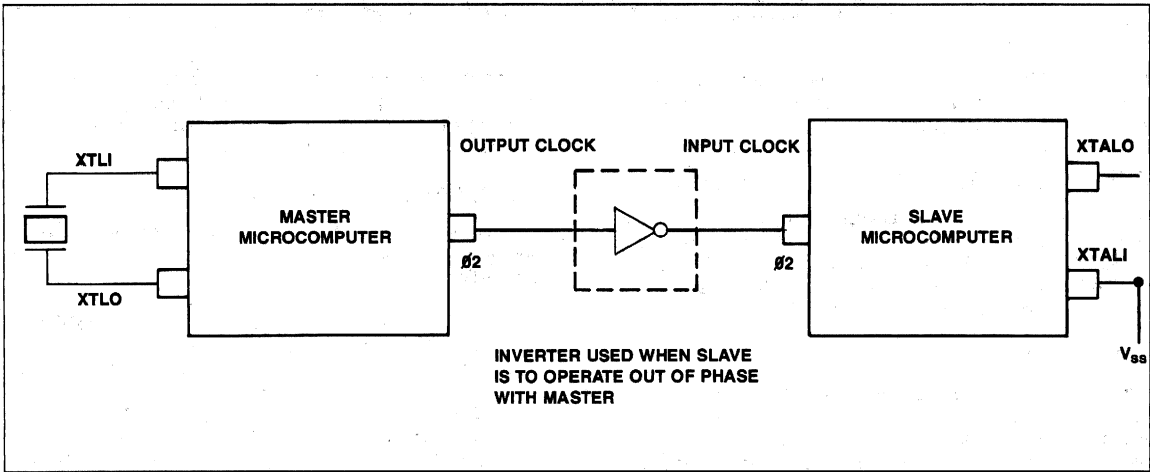 XTLI
XTLO
MASTER
MICROCOMPUTER
OUTPUT CLOCK
Ø2
INPUT CLOCK
Ø2
SLAVE
MICROCOMPUTER
XTALO
XTALI
VSS
INVERTER USED WHEN SLAVE
IS TO OPERATE OUT OF PHASE
WITH MASTER